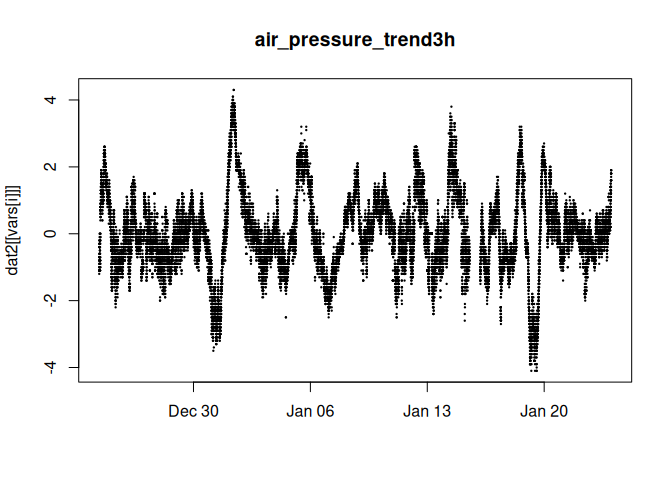 air_pressure_trend3h
dat2[[vars[i]]]
4
2
0
-2
-4
Dec 30
Jan 06
Jan 13
Jan 20